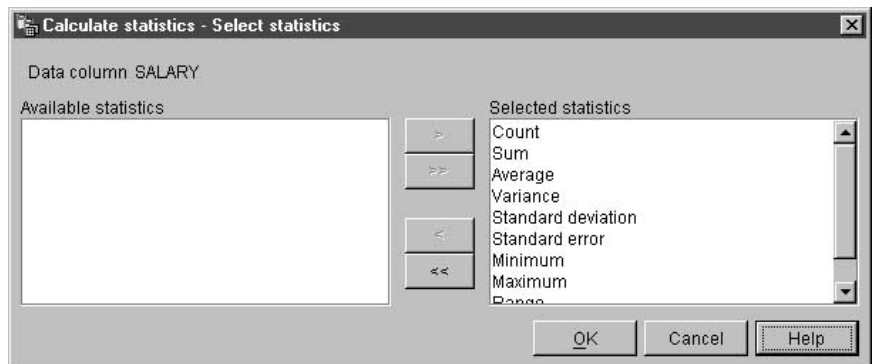 Calculate statistics - Select statistics
Data column SALARY
Available statistics
>
>>
<
<<
Selected statistics
Count
Sum
Average
Variance
Standard deviation
Standard error
Minimum
Maximum
Range
OK
Cancel
Help